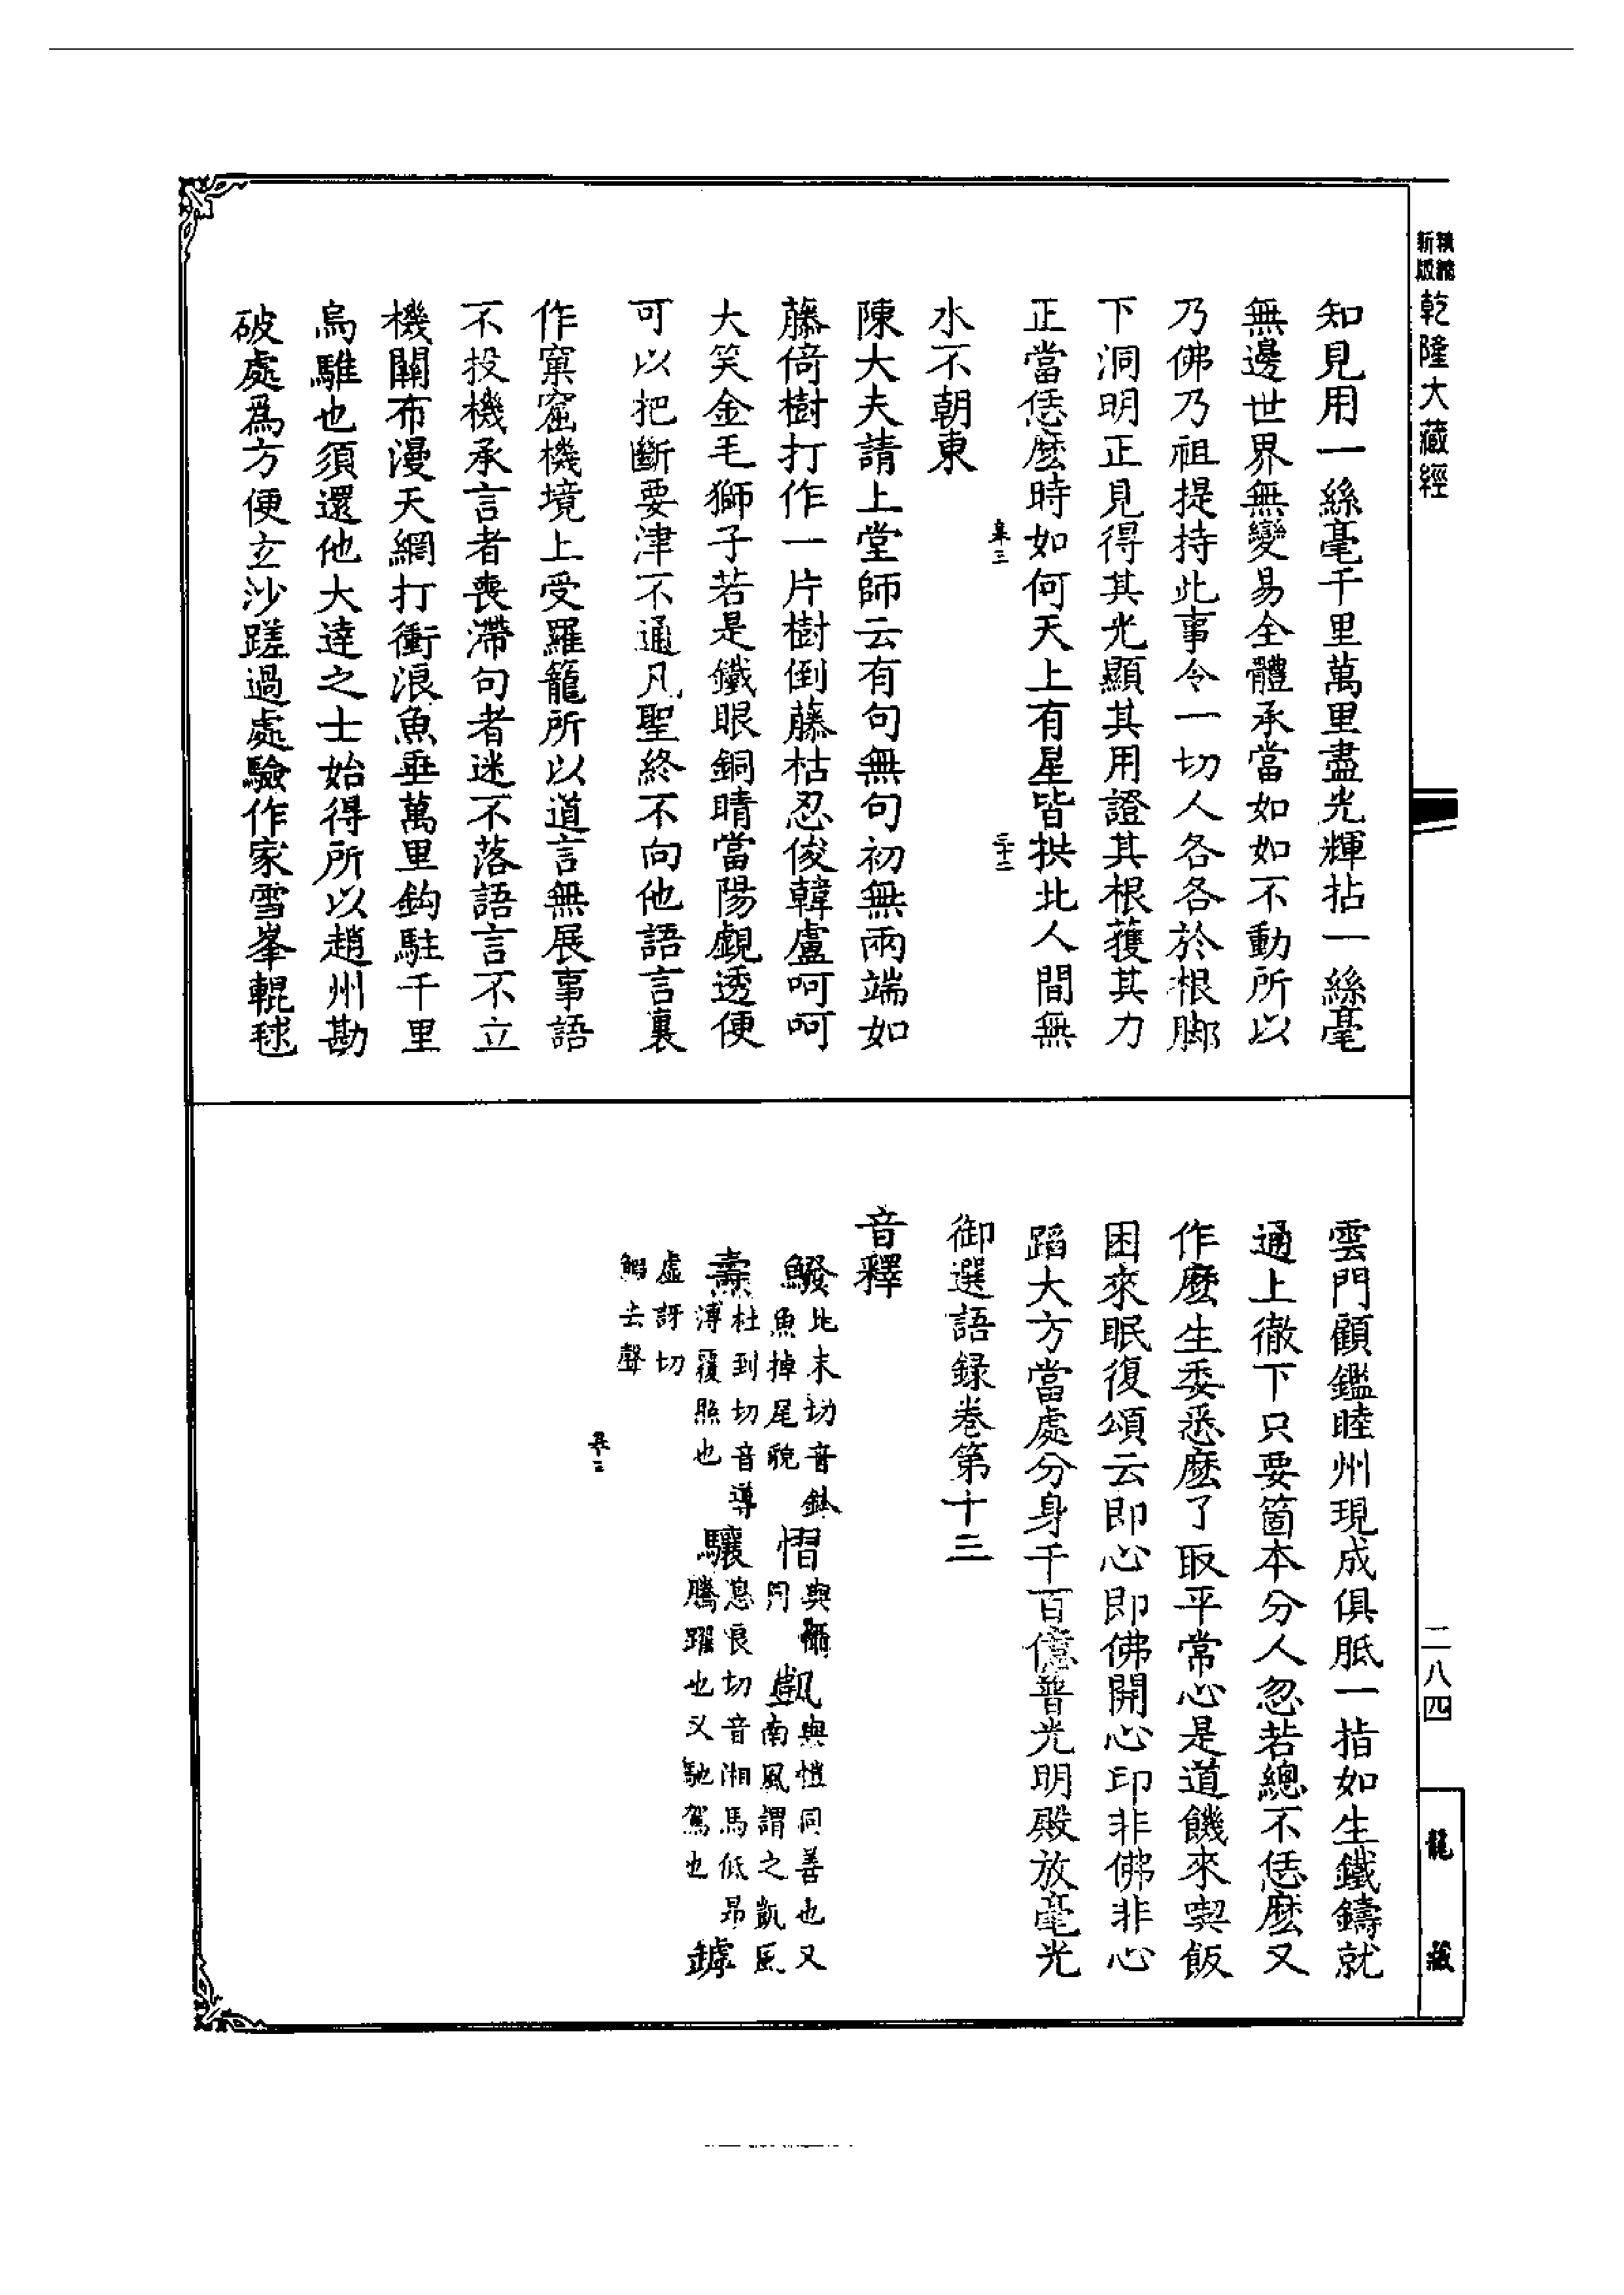 新版
精縮
乾隆大藏經
知見用一絲毫千里萬里盡光輝拈一絲毫
無邊世界無變易全體承當如如不動所以
乃佛乃祖提持此事令一切人各各於根脚
下洞明正見得其光顯其用證其根獲其力
正當恁麼時如何天上有星皆拱北人間無
水不朝東
陳大夫請上堂師云有句無句初無兩端如
藤倚樹打作一片樹倒藤枯忍俊韓盧呵呵
大笑金毛獅子若是鐵眼銅睛當陽覷透便
可以把斷要津不通凡聖終不向他語言裏
作窠窟機境上受羅籠所以道言無展事語
不投機承言者喪滯句者迷不落語言不立
機關布漫天網打衝浪魚垂萬里鈎駐千里
烏騅也須還他大達之士始得所以趙州勘
破處爲方便立沙蹉過處驗作家雪峯輥毬
雲門顧鑑睦州現成俱胝一指如生鐵鑄就
通上徹下只要箇本分人忽若總不恁麼又
作麼生委悉麼了取平常心是道饑來喫飯
困來眠復頌云即心即佛開心印非佛非心
蹈大方當處分身千百億普光明殿放毫光
御選語録卷第十三
音釋
鱍 比末切音鉢
魚掉尾貌
慴 與懾
同
凱 與愷同善也又
南風謂之凱風
燾 杜到切音導
溥覆照也
驤 息良切音湘馬低昂
騰躍也又馳駕也
罅
虛訝切
去聲
二八四
龍藏